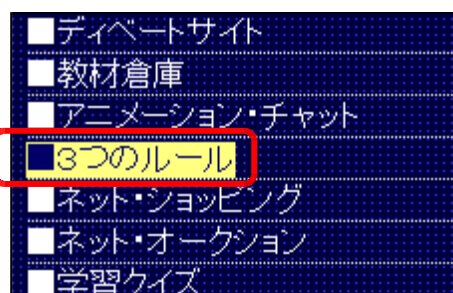 ■ディベートサイト
■教材倉庫
■アニメーション・チャット
■3つのルール
■ネット・ショッピング
■ネット・オークション
■学習クイズ